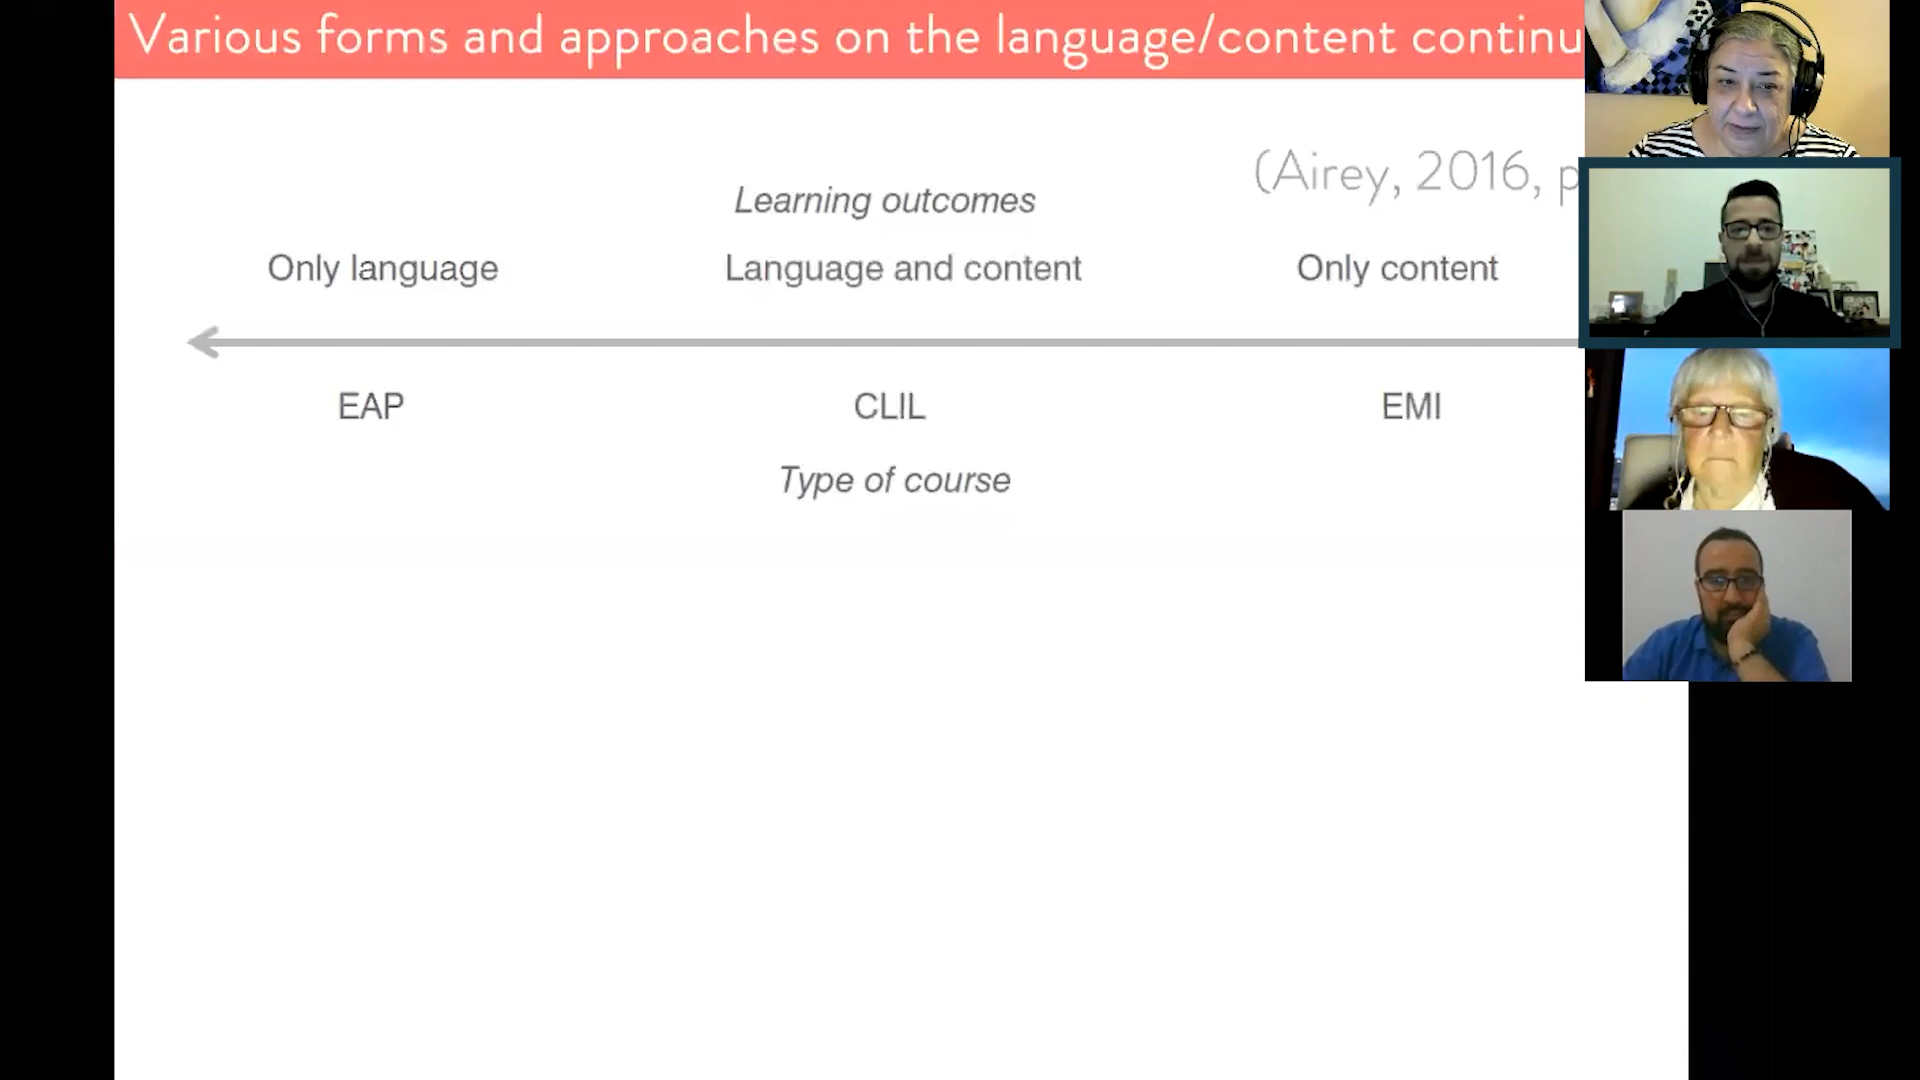 Various forms and approaches on the language/content continu
(Airey, 2016, p
Learning outcomes
Only language Language and content Only content
EAP CLIL EMI
Type of course